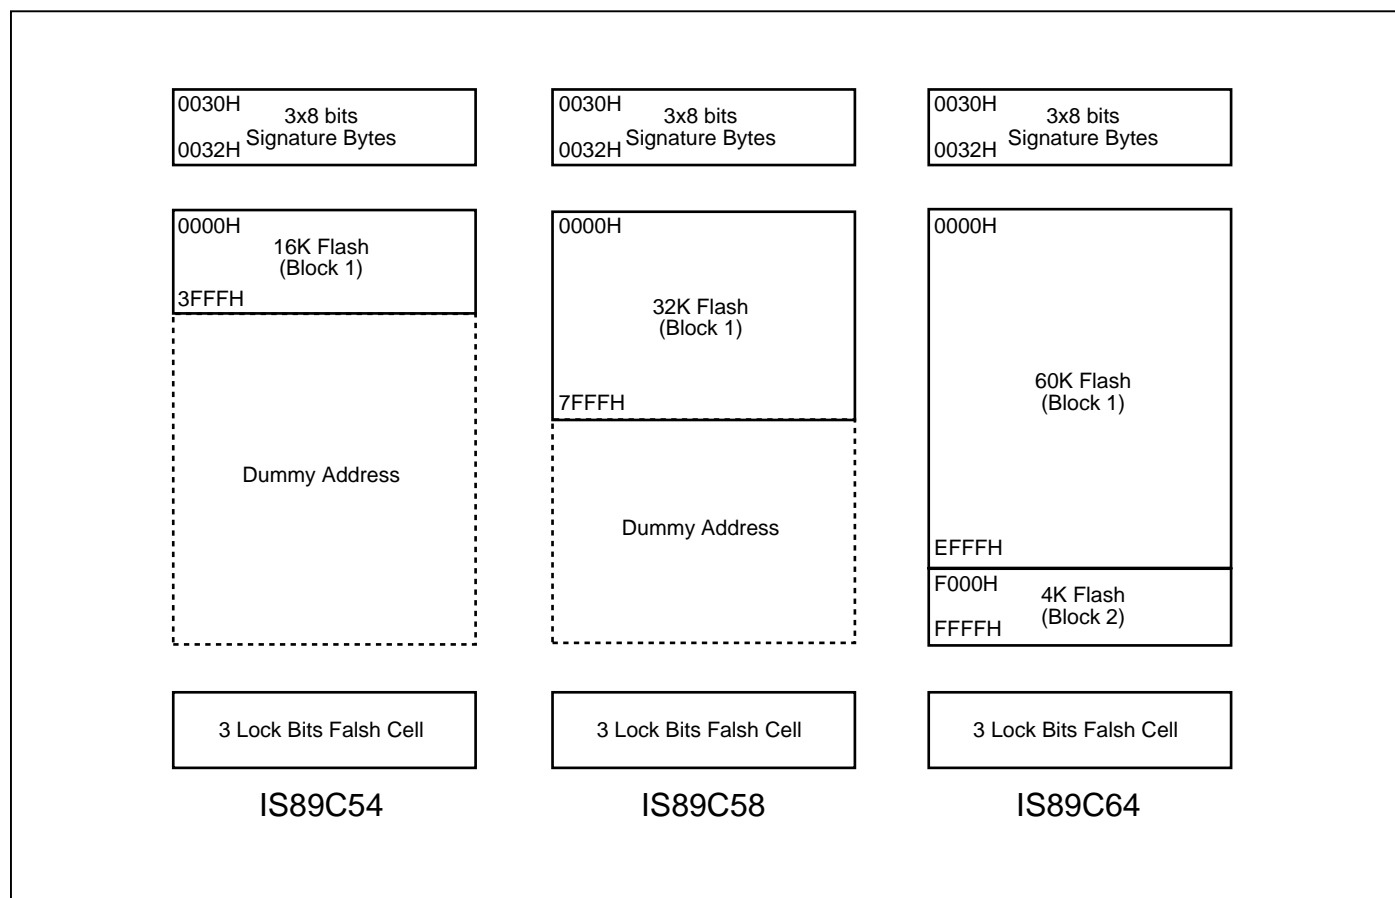 0030H
3x8 bits
Signature Bytes
0032H
0000H
16K Flash
(Block 1)
3FFFH
Dummy Address
3 Lock Bits Falsh Cell
IS89C54
0030H
3x8 bits
Signature Bytes
0032H
0000H
32K Flash
(Block 1)
7FFFH
Dummy Address
3 Lock Bits Falsh Cell
IS89C58
0030H
3x8 bits
Signature Bytes
0032H
0000H
60K Flash
(Block 1)
EFFFH
F000H
4K Flash
(Block 2)
FFFFH
3 Lock Bits Falsh Cell
IS89C64